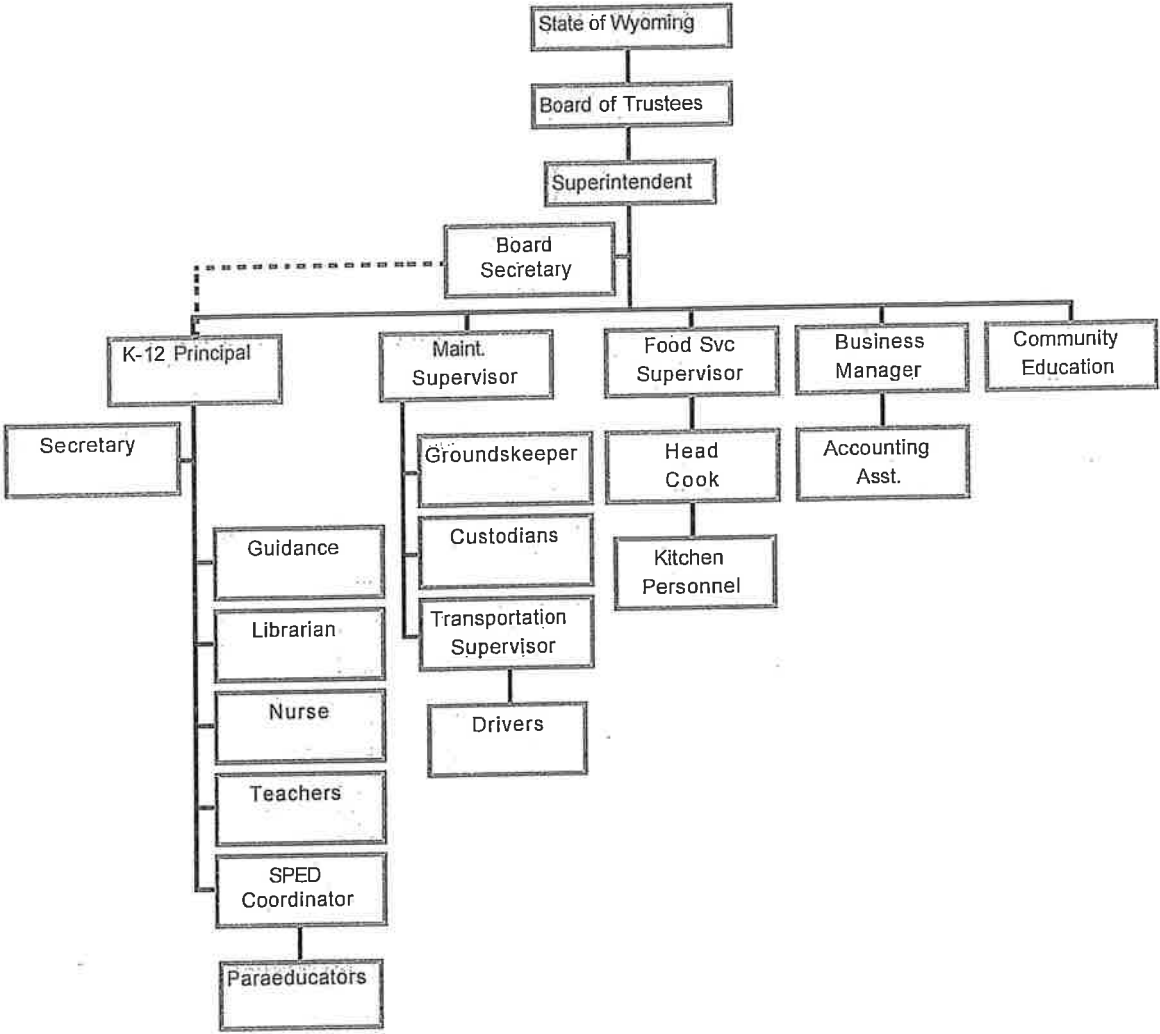 State of Wyoming
Board of Trustees
Superintendent
Board
Secretary
K-12 Principal
Maint.
Supervisor
Food Svc
Supervisor
Business
Manager
Community
Education
Secretary
Groundskeeper
Head
Cook
Accounting
Asst.
Guidance
Custodians
Kitchen
Personnel
Librarian
Transportation
Supervisor
Nurse
Drivers
Teachers
SPED
Coordinator
Paraeducators